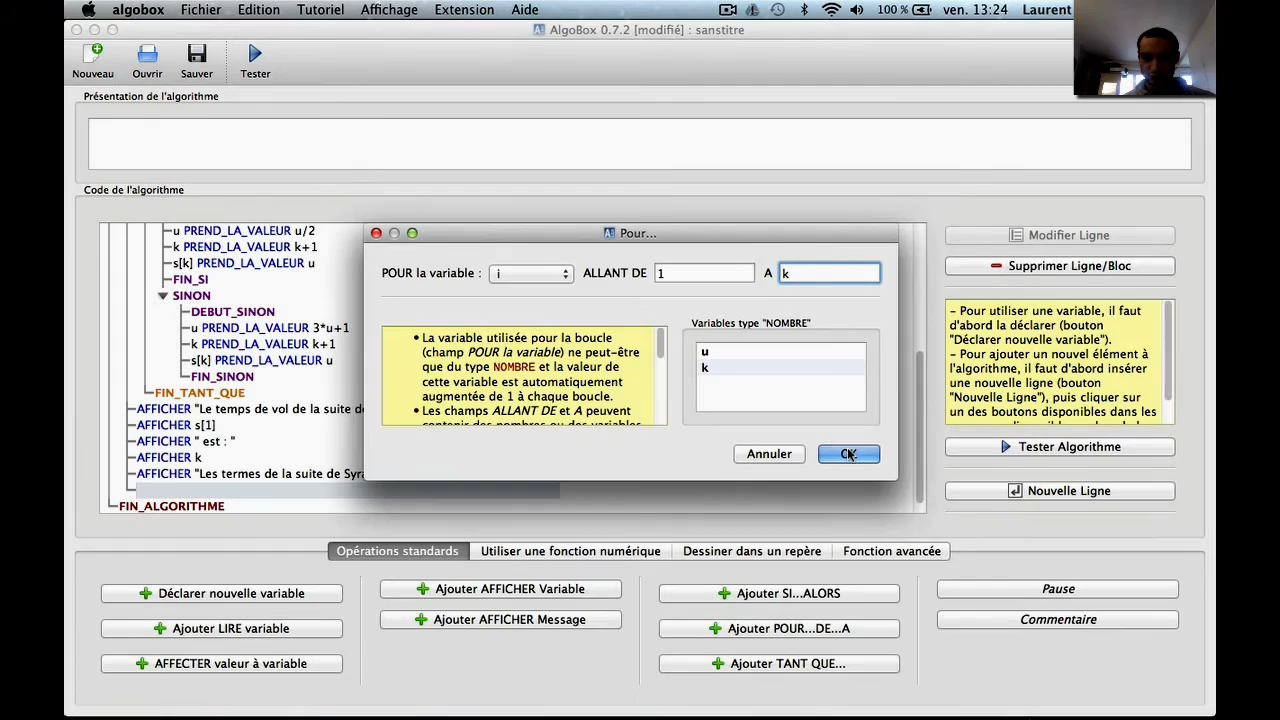 algobox Fichier Edition Tutoriel Affichage Extension Aide 100 % ven. 13:24 Laurent
AlgoBox 0.7.2 [modifié] : sanstitre
Nouveau Ouvrir Sauver Tester
Présentation de l'algorithme
Code de l'algorithme
u PREND_LA_VALEUR u/2
k PREND_LA_VALEUR k+1
s[k] PREND_LA_VALEUR u
FIN_SI
SINON
DEBUT_SINON
u PREND_LA_VALEUR 3*u+1
k PREND_LA_VALEUR k+1
s[k] PREND_LA_VALEUR u
FIN_SINON
FIN_TANT_QUE
AFFICHER "Le temps de vol de la suite de
AFFICHER s[1]
AFFICHER " est : "
AFFICHER k
AFFICHER "Les termes de la suite de Syra
FIN_ALGORITHME
Pour...
POUR la variable : i ALLANT DE 1 A k
• La variable utilisée pour la boucle
(champ POUR la variable) ne peut-être
que du type NOMBRE et la valeur de
cette variable est automatiquement
augmentée de 1 à chaque boucle.
• Les champs ALLANT DE et A peuvent
contenir des nombres ou des variables
Variables type "NOMBRE"
u
k
Annuler OK
Modifier Ligne
Supprimer Ligne/Bloc
- Pour utiliser une variable, il faut
d'abord la déclarer (bouton
"Déclarer nouvelle variable").
- Pour ajouter un nouvel élément à
l'algorithme, il faut d'abord insérer
une nouvelle ligne (bouton
"Nouvelle Ligne"), puis cliquer sur
un des boutons disponibles dans les
Tester Algorithme
Nouvelle Ligne
Opérations standards Utiliser une fonction numérique Dessiner dans un repère Fonction avancée
Déclarer nouvelle variable Ajouter AFFICHER Variable Ajouter SI...ALORS Pause
Ajouter LIRE variable Ajouter AFFICHER Message Ajouter POUR...DE...A Commentaire
AFFECTER valeur à variable Ajouter TANT QUE...